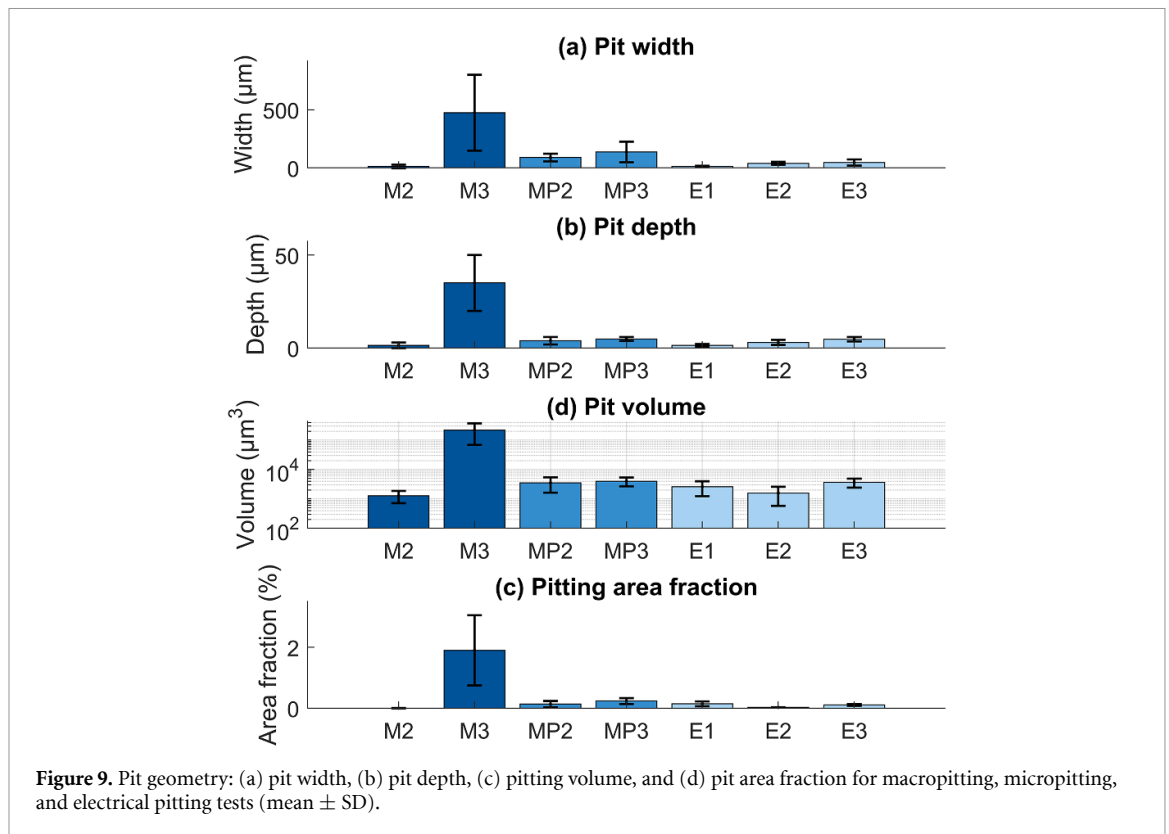 (a) Pit width
Width (µm)
500
0
M2 M3 MP2 MP3 E1 E2 E3
(b) Pit depth
Depth (µm)
50
0
M2 M3 MP2 MP3 E1 E2 E3
(d) Pit volume
Volume (µm³)
10⁴
10²
M2 M3 MP2 MP3 E1 E2 E3
(c) Pitting area fraction
Area fraction (%)
2
0
M2 M3 MP2 MP3 E1 E2 E3
Figure 9. Pit geometry: (a) pit width, (b) pit depth, (c) pitting volume, and (d) pit area fraction for macropitting, micropitting,
and electrical pitting tests (mean ± SD).